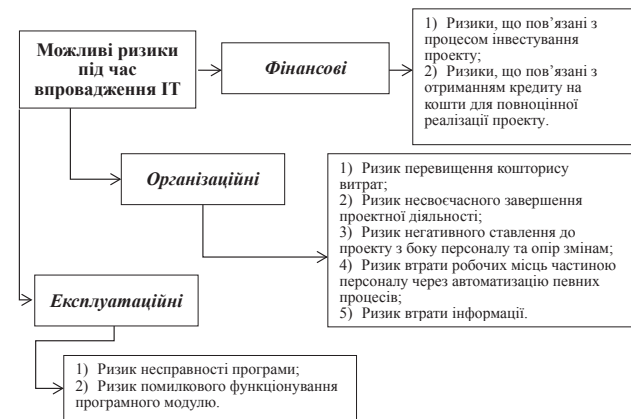 Можливі ризики
під час
впровадження ІТ
Фінансові
1) Ризики, що пов’язані з
процесом інвестування
проекту;
2) Ризики, що пов’язані з
отриманням кредиту на
кошти для повноцінної
реалізації проекту.
Організаційні
1) Ризик перевищення кошторису
витрат;
2) Ризик несвоєчасного завершення
проектної діяльності;
3) Ризик негативного ставлення до
проекту з боку персоналу та опір змінам;
4) Ризик втрати робочих місць частиною
персоналу через автоматизацію певних
процесів;
5) Ризик втрати інформації.
Експлуатаційні
1) Ризик несправності програми;
2) Ризик помилкового функціонування
програмного модулю.